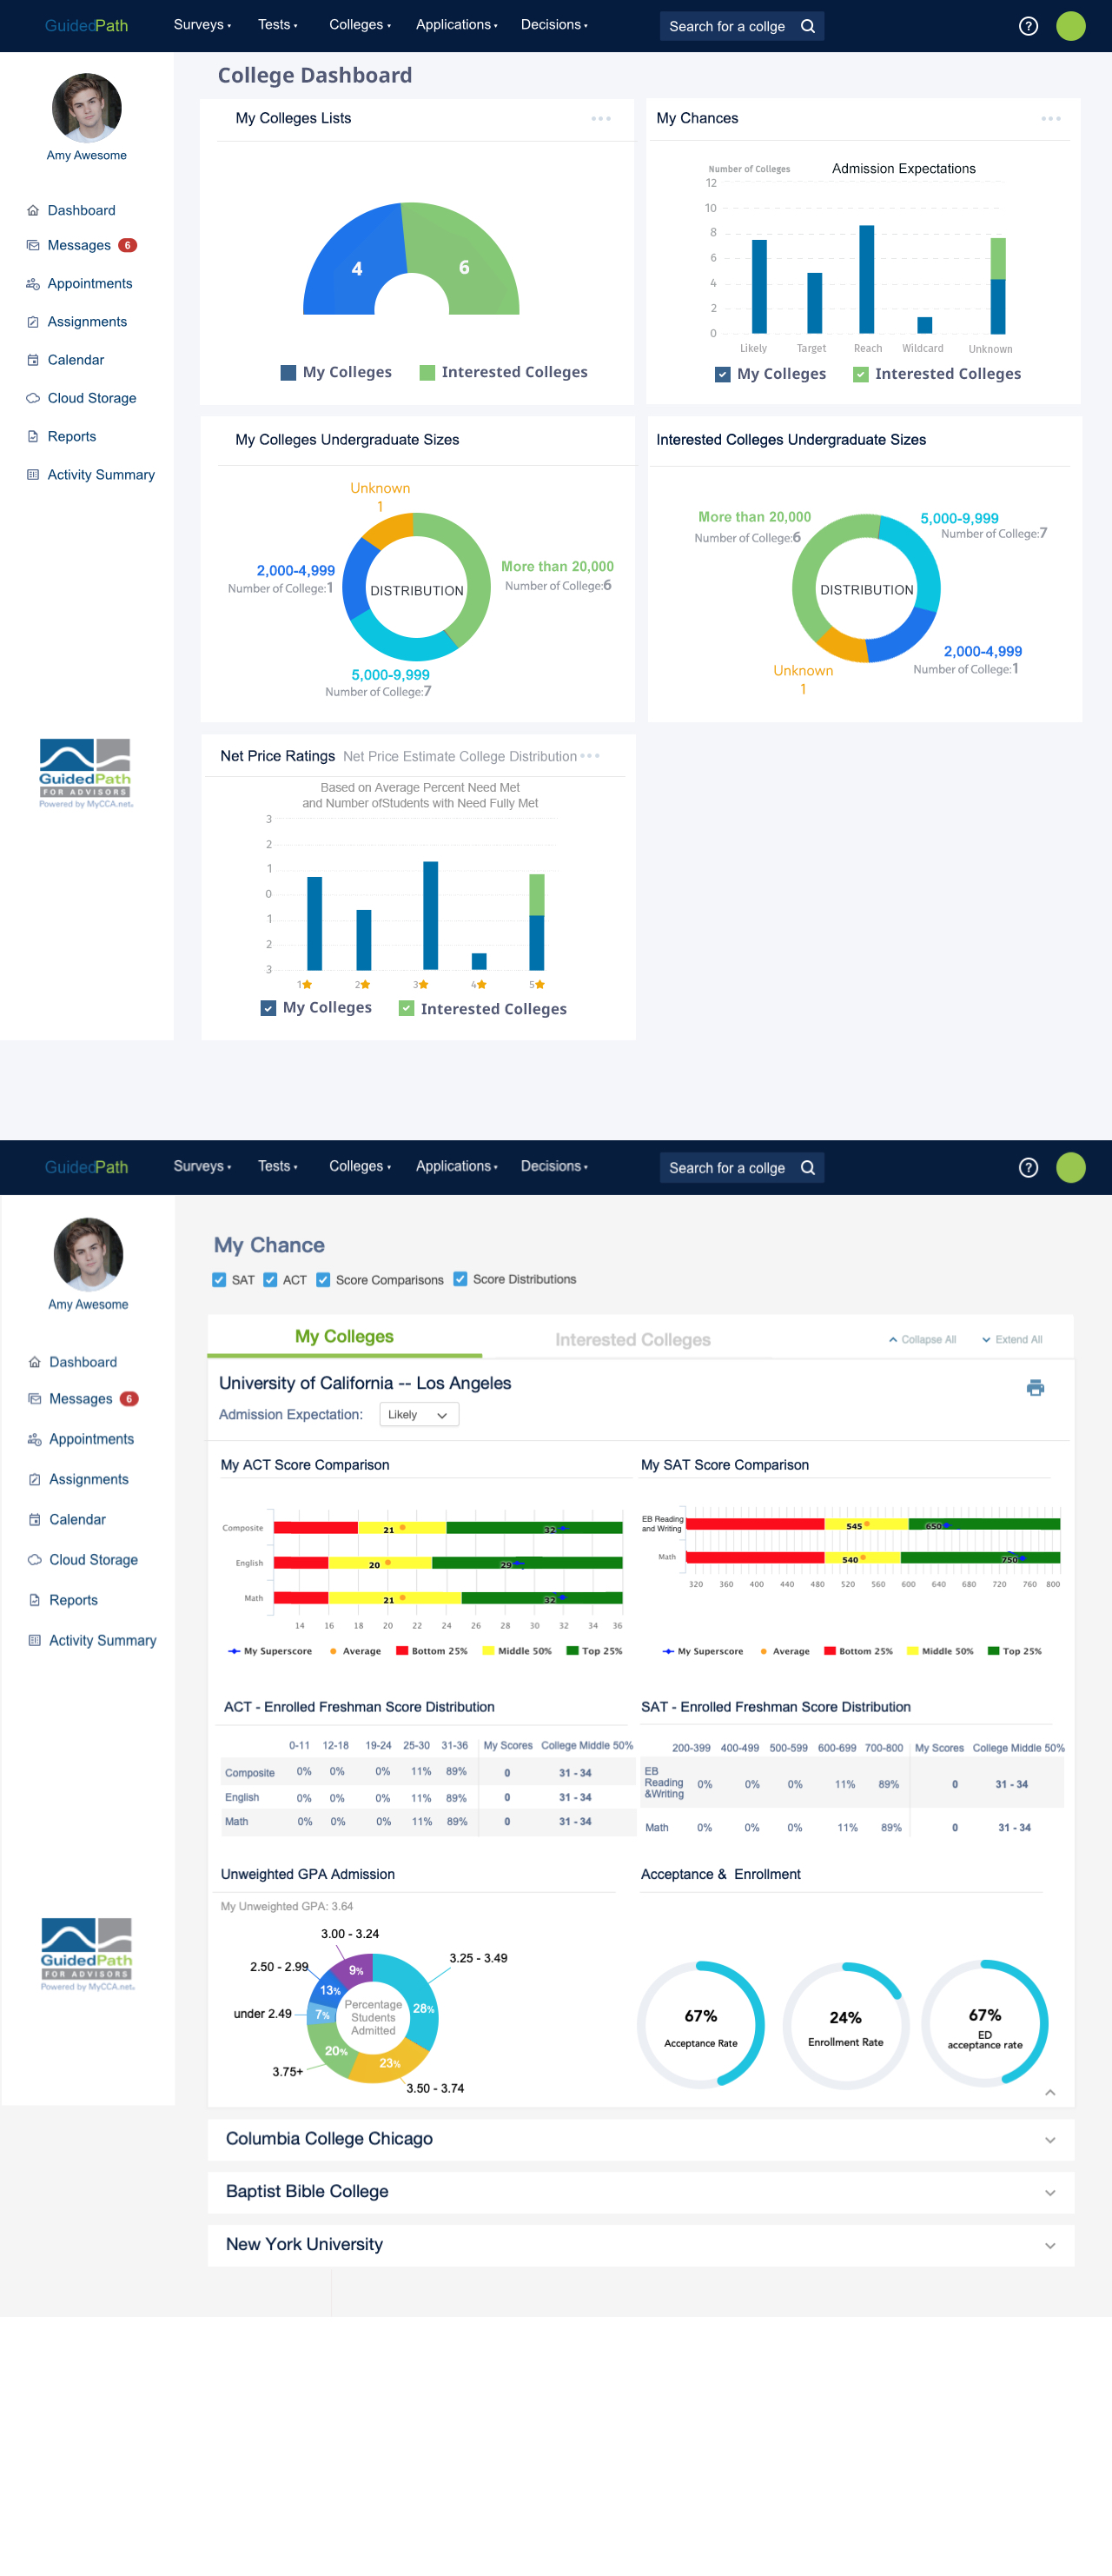 GuidedPath Surveys Tests Colleges Applications Decisions Search for a collge ?
College Dashboard
Amy Awesome
Dashboard
Messages 6
Appointments
Assignments
Calendar
Cloud Storage
Reports
Activity Summary
GuidedPath
FOR ADVISORS
Powered by MyCCA.net
My Colleges Lists
4 6
My Colleges Interested Colleges
My Chances
Number of Colleges Admission Expectations
12
10
8
6
4
2
0
Likely Target Reach Wildcard Unknown
My Colleges Interested Colleges
My Colleges Undergraduate Sizes
Unknown
1
2,000-4,999
Number of College:1
More than 20,000
Number of College:6
DISTRIBUTION
5,000-9,999
Number of College:7
Interested Colleges Undergraduate Sizes
More than 20,000
Number of College:6
5,000-9,999
Number of College:7
DISTRIBUTION
2,000-4,999
Number of College:1
Unknown
1
Net Price Ratings Net Price Estimate College Distribution
Based on Average Percent Need Met
and Number ofStudents with Need Fully Met
3
2
1
0
1
2
3
1 2 3 4 5
My Colleges Interested Colleges
GuidedPath Surveys Tests Colleges Applications Decisions Search for a collge ?
Amy Awesome
Dashboard
Messages 6
Appointments
Assignments
Calendar
Cloud Storage
Reports
Activity Summary
GuidedPath
FOR ADVISORS
Powered by MyCCA.net
My Chance
SAT ACT Score Comparisons Score Distributions
My Colleges Interested Colleges Collapse All Extend All
University of California -- Los Angeles
Admission Expectation: Likely
My ACT Score Comparison
Composite 21 32
English 20 29
Math 21 32
14 16 18 20 22 24 26 28 30 32 34 36
My Superscore Average Bottom 25% Middle 50% Top 25%
My SAT Score Comparison
EB Reading
and Writing 545 650
Math 540 750
320 360 400 440 480 520 560 600 640 680 720 760 800
My Superscore Average Bottom 25% Middle 50% Top 25%
ACT - Enrolled Freshman Score Distribution
0-11 12-18 19-24 25-30 31-36 My Scores College Middle 50%
Composite 0% 0% 0% 11% 89% 0 31 - 34
English 0% 0% 0% 11% 89% 0 31 - 34
Math 0% 0% 0% 11% 89% 0 31 - 34
SAT - Enrolled Freshman Score Distribution
200-399 400-499 500-599 600-699 700-800 My Scores College Middle 50%
EB
Reading
&Writing 0% 0% 0% 11% 89% 0 31 - 34
Math 0% 0% 0% 11% 89% 0 31 - 34
Unweighted GPA Admission
My Unweighted GPA: 3.64
3.00 - 3.24
2.50 - 2.99
3.25 - 3.49
under 2.49
3.75+
3.50 - 3.74
9%
13%
7%
28%
20%
23%
Percentage
Students
Admitted
Acceptance & Enrollment
67%
Acceptance Rate
24%
Enrollment Rate
67%
ED
acceptance rate
Columbia College Chicago
Baptist Bible College
New York University